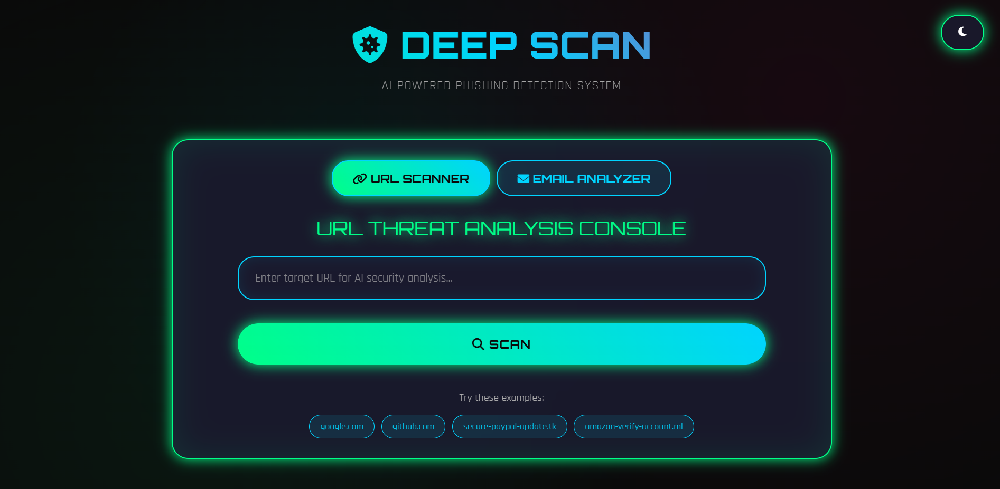 DEEP SCAN
AI-POWERED PHISHING DETECTION SYSTEM
URL SCANNER
EMAIL ANALYZER
URL THREAT ANALYSIS CONSOLE
Enter target URL for AI security analysis...
SCAN
Try these examples:
google.com
github.com
secure-paypal-update.tk
amazon-verify-account.ml